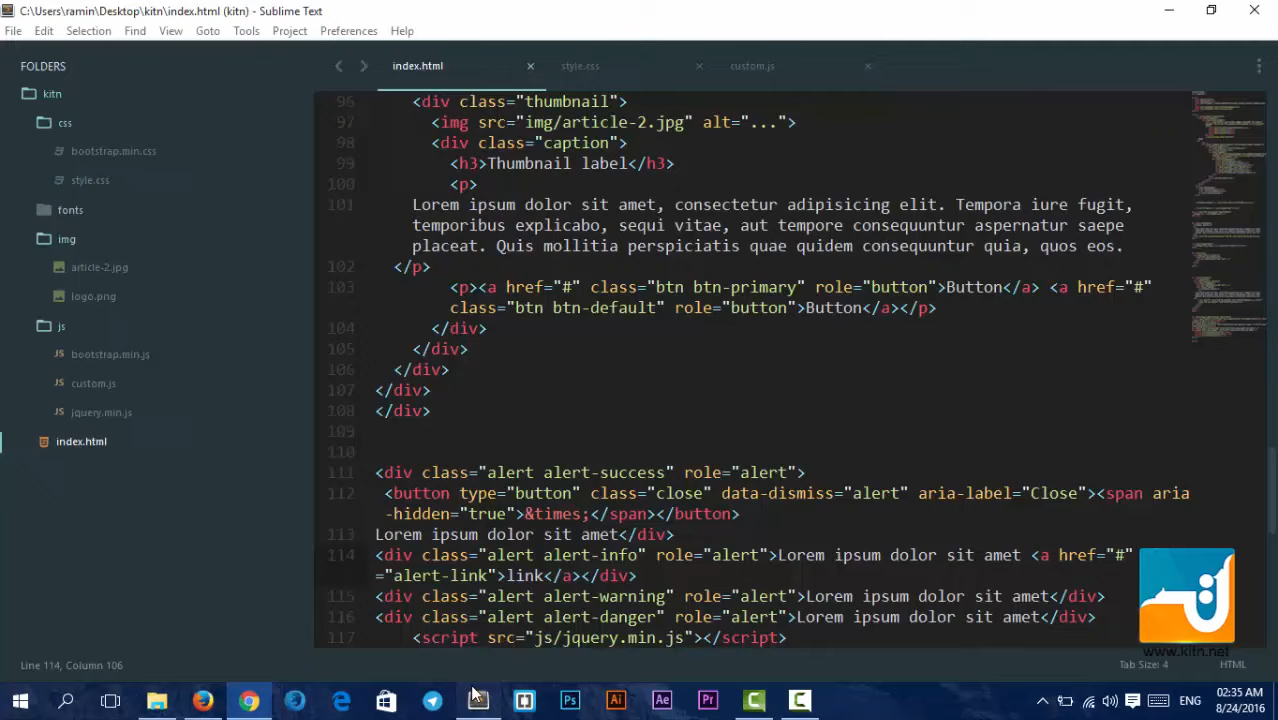 C:\Users\ramin\Desktop\kitn\index.html (kitn) - Sublime Text
File Edit Selection Find View Goto Tools Project Preferences Help
FOLDERS
kitn
css
bootstrap.min.css
style.css
fonts
img
article-2.jpg
logo.png
js
JS bootstrap.min.js
JS custom.js
JS jquery.min.js
index.html
index.html style.css custom.js
96 <div class="thumbnail">
97 <img src="img/article-2.jpg" alt="...">
98 <div class="caption">
99 <h3>Thumbnail label</h3>
100 <p>
101 Lorem ipsum dolor sit amet, consectetur adipisicing elit. Tempora iure fugit,
temporibus explicabo, sequi vitae, aut tempore consequuntur aspernatur saepe
placeat. Quis mollitia perspiciatis quae quidem consequuntur quia, quos eos.
102 </p>
103 <p><a href="#" class="btn btn-primary" role="button">Button</a> <a href="#"
class="btn btn-default" role="button">Button</a></p>
104 </div>
105 </div>
106 </div>
107 </div>
108 </div>
109
110
111 <div class="alert alert-success" role="alert">
112 <button type="button" class="close" data-dismiss="alert" aria-label="Close"><span aria
-hidden="true">&times;</span></button>
113 Lorem ipsum dolor sit amet</div>
114 <div class="alert alert-info" role="alert">Lorem ipsum dolor sit amet <a href="#"
="alert-link">link</a></div>
115 <div class="alert alert-warning" role="alert">Lorem ipsum dolor sit amet</div>
116 <div class="alert alert-danger" role="alert">Lorem ipsum dolor sit amet</div>
117 <script src="js/jquery.min.js"></script>
www.kitn.net
Line 114, Column 106 Tab Size: 4 HTML
Ps Ai Ae Pr
ENG
02:35 AM
8/24/2016